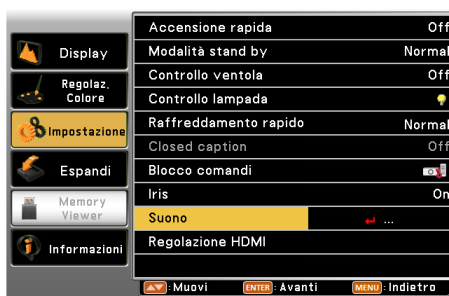 Display
Regolaz.
Colore
Impostazione
Espandi
Memory
Viewer
Informazioni
Accensione rapida Off
Modalità stand by Normal
Controllo ventola Off
Controllo lampada
Raffreddamento rapido Normal
Closed caption Off
Blocco comandi
Iris On
Suono ...
Regolazione HDMI
:Muovi ENTER :Avanti MENU :Indietro